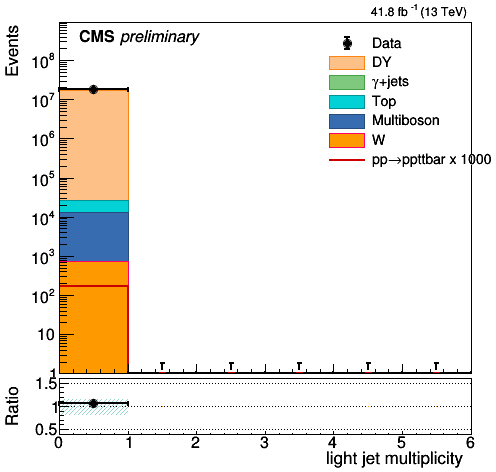 41.8 fb⁻¹ (13 TeV)
CMS preliminary
Events
Data
DY
γ+jets
Top
Multiboson
W
pp→ppttbar x 1000
10⁸
10⁷
10⁶
10⁵
10⁴
10³
10²
10
1
Ratio
1.5
1
0.5
0 1 2 3 4 5 6
light jet multiplicity